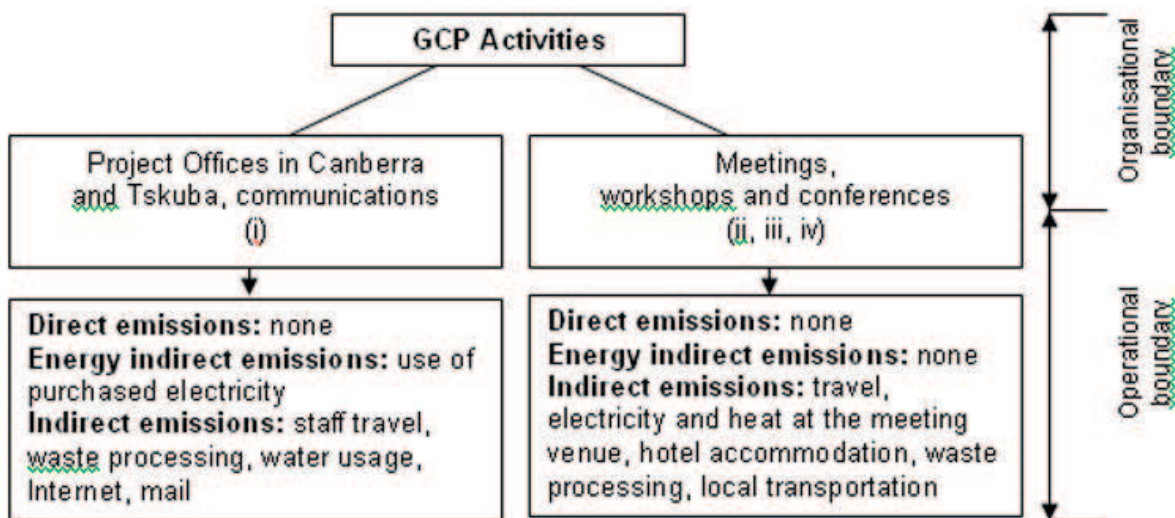 GCP Activities
Project Offices in Canberra
and Tskuba, communications
(i)
Meetings,
workshops and conferences
(ii, iii, iv)
Direct emissions: none
Energy indirect emissions: use of
purchased electricity
Indirect emissions: staff travel,
waste processing, water usage,
Internet, mail
Direct emissions: none
Energy indirect emissions: none
Indirect emissions: travel,
electricity and heat at the meeting
venue, hotel accommodation, waste
processing, local transportation
Organisational
boundary
Operational
boundary